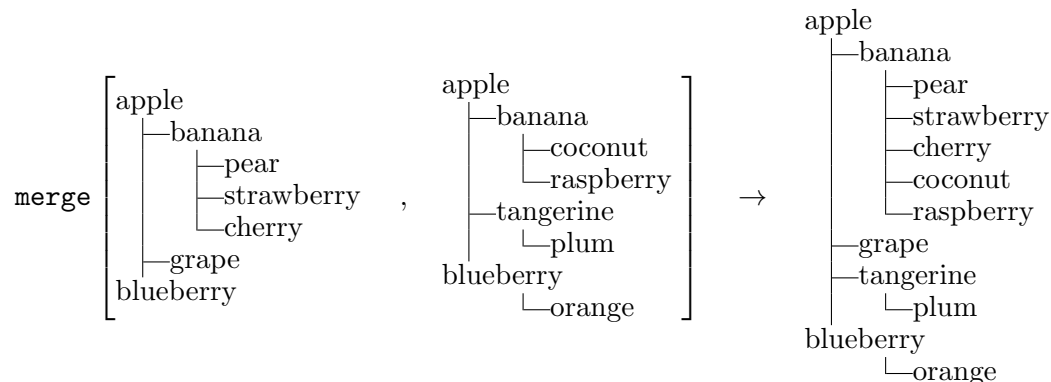 merge
apple
banana
pear
strawberry
cherry
grape
blueberry
,
apple
banana
coconut
raspberry
tangerine
plum
blueberry
orange
→
apple
banana
pear
strawberry
cherry
coconut
raspberry
grape
tangerine
plum
blueberry
orange